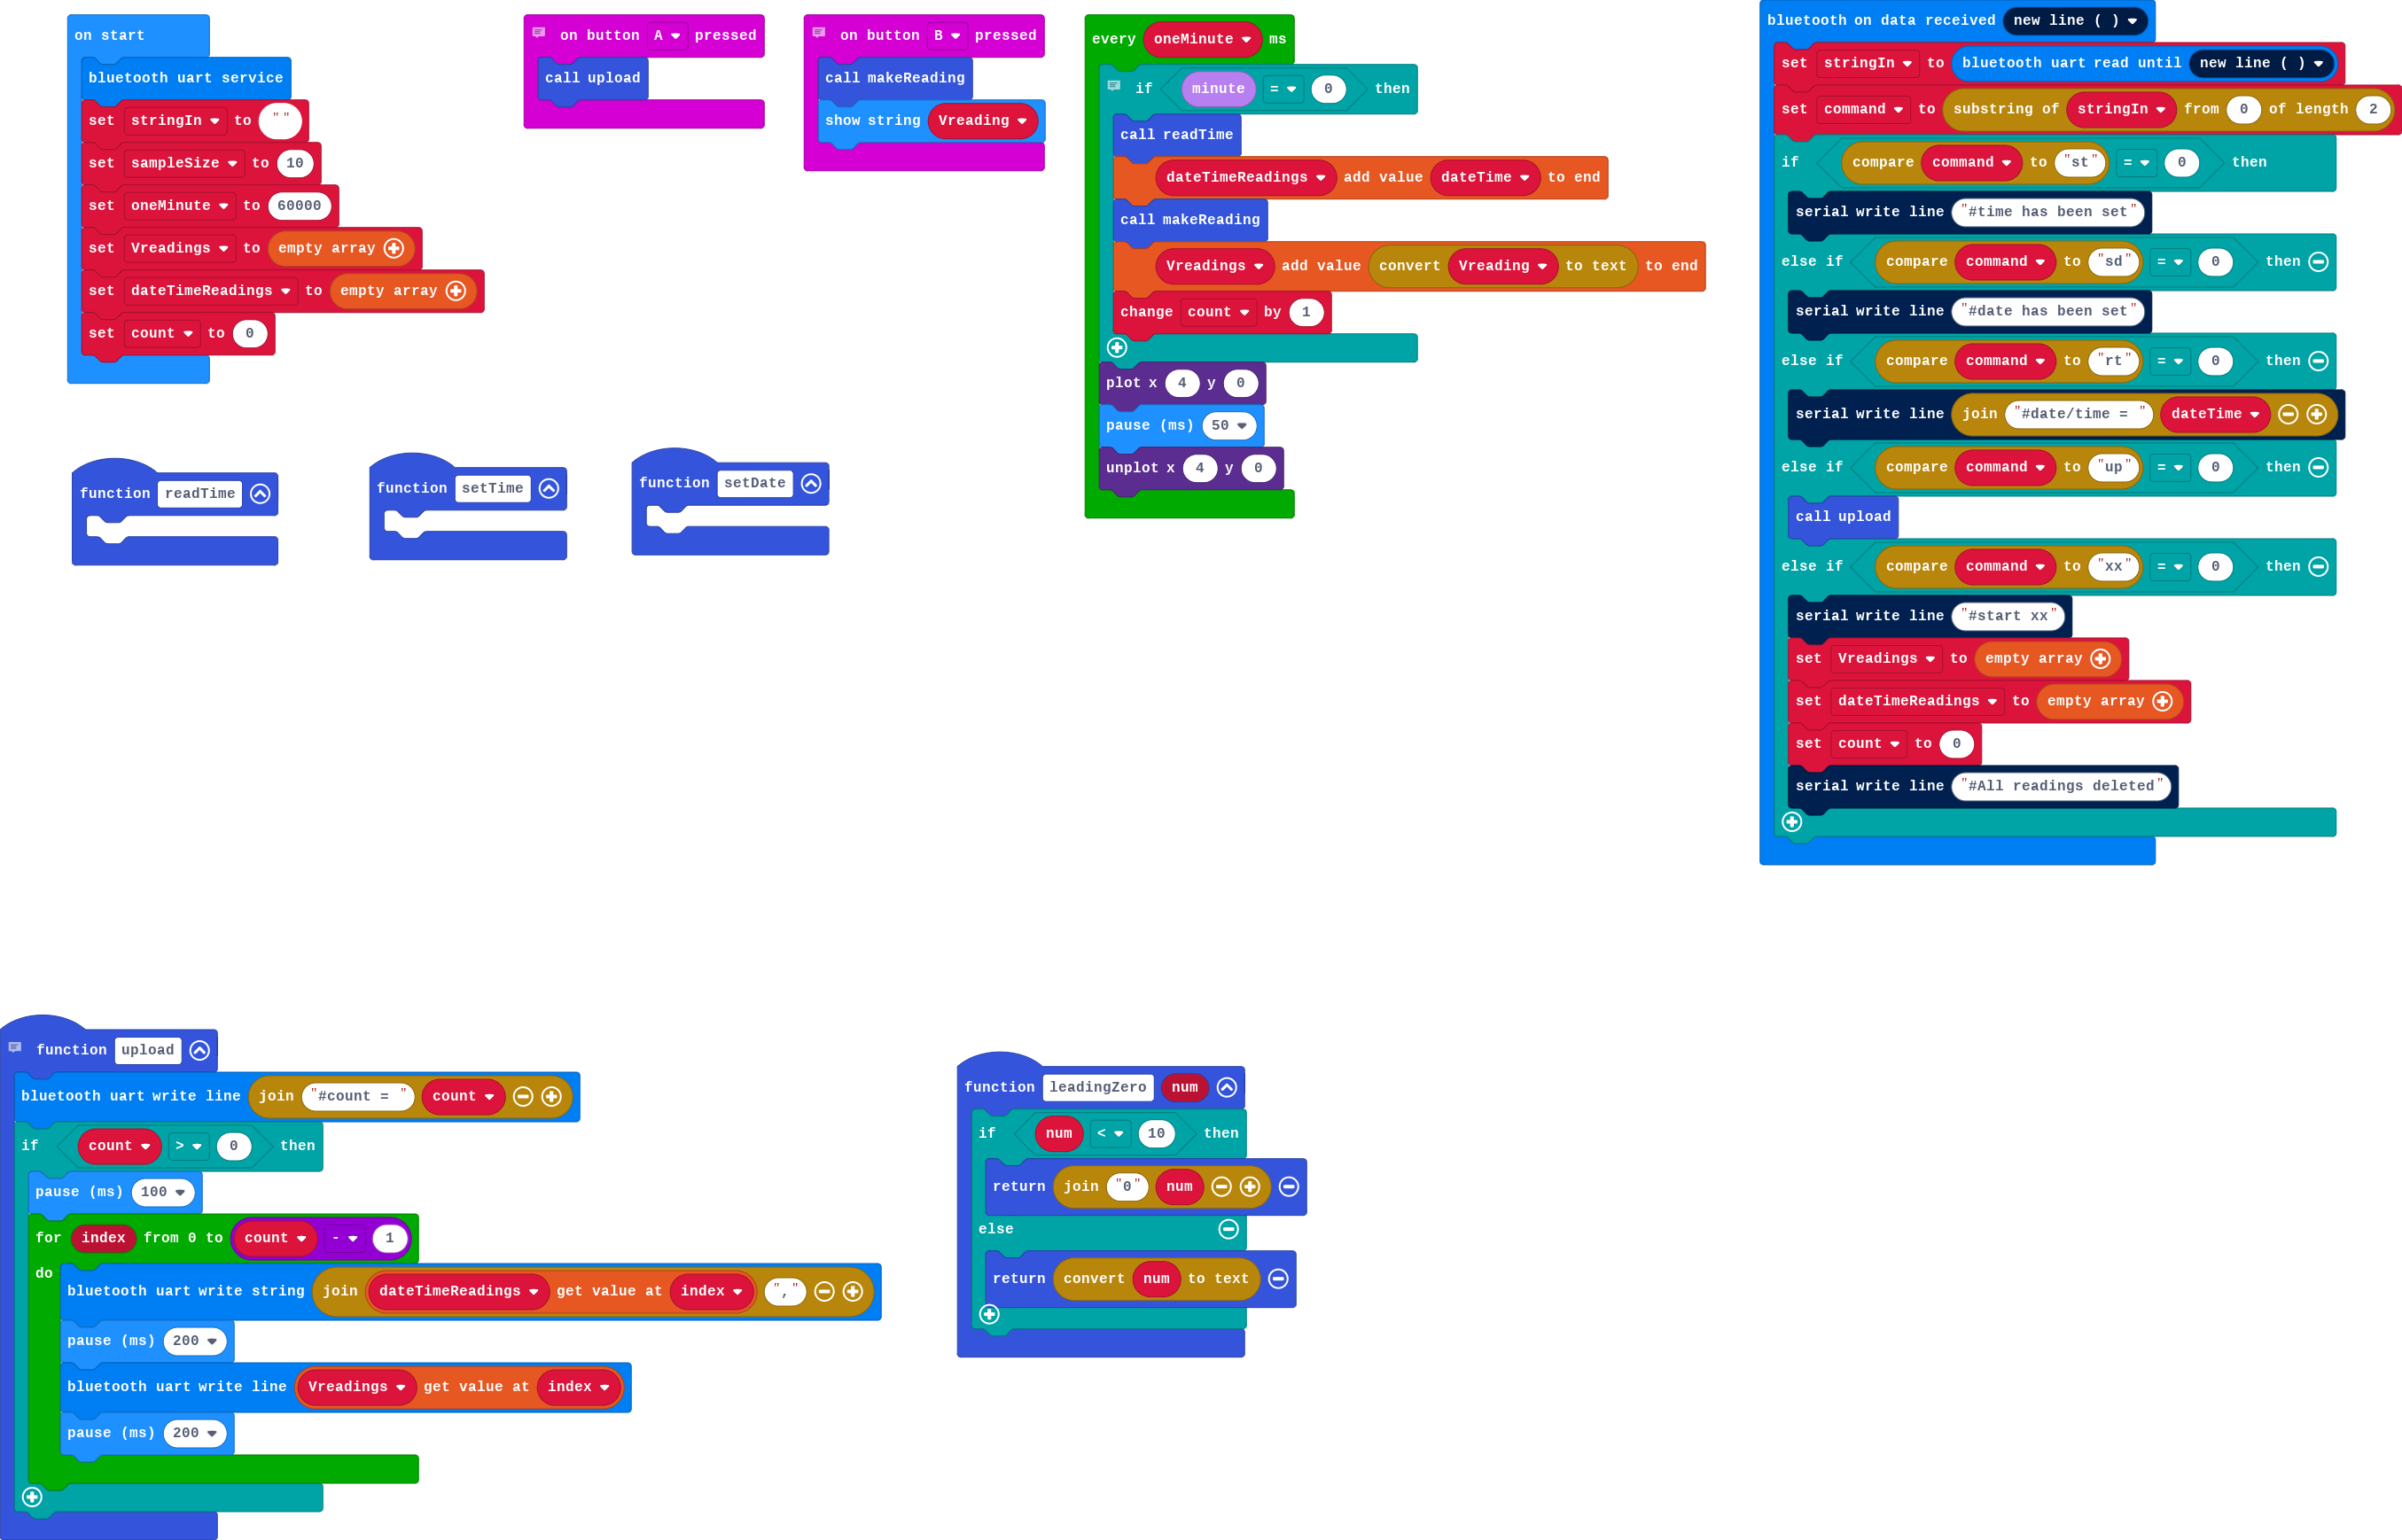 on start
bluetooth uart service
set stringIn to " "
set sampleSize to 10
set oneMinute to 60000
set Vreadings to empty array
set dateTimeReadings to empty array
set count to 0
on button A pressed
call upload
on button B pressed
call makeReading
show string Vreading
every oneMinute ms
if minute = 0 then
call readTime
dateTimeReadings add value dateTime to end
call makeReading
Vreadings add value convert Vreading to text to end
change count by 1
plot x 4 y 0
pause (ms) 50
unplot x 4 y 0
bluetooth on data received new line ( )
set stringIn to bluetooth uart read until new line ( )
set command to substring of stringIn from 0 of length 2
if compare command to "st" = 0 then
serial write line "#time has been set"
else if compare command to "sd" = 0 then
serial write line "#date has been set"
else if compare command to "rt" = 0 then
serial write line join "#date/time = " dateTime
else if compare command to "up" = 0 then
call upload
else if compare command to "xx" = 0 then
serial write line "#start xx"
set Vreadings to empty array
set dateTimeReadings to empty array
set count to 0
serial write line "#All readings deleted"
function readTime
function setTime
function setDate
function upload
bluetooth uart write line join "#count = " count
if count > 0 then
pause (ms) 100
for index from 0 to count - 1
do
bluetooth uart write string join dateTimeReadings get value at index ","
pause (ms) 200
bluetooth uart write line Vreadings get value at index
pause (ms) 200
function leadingZero num
if num < 10 then
return join "0" num
else
return convert num to text